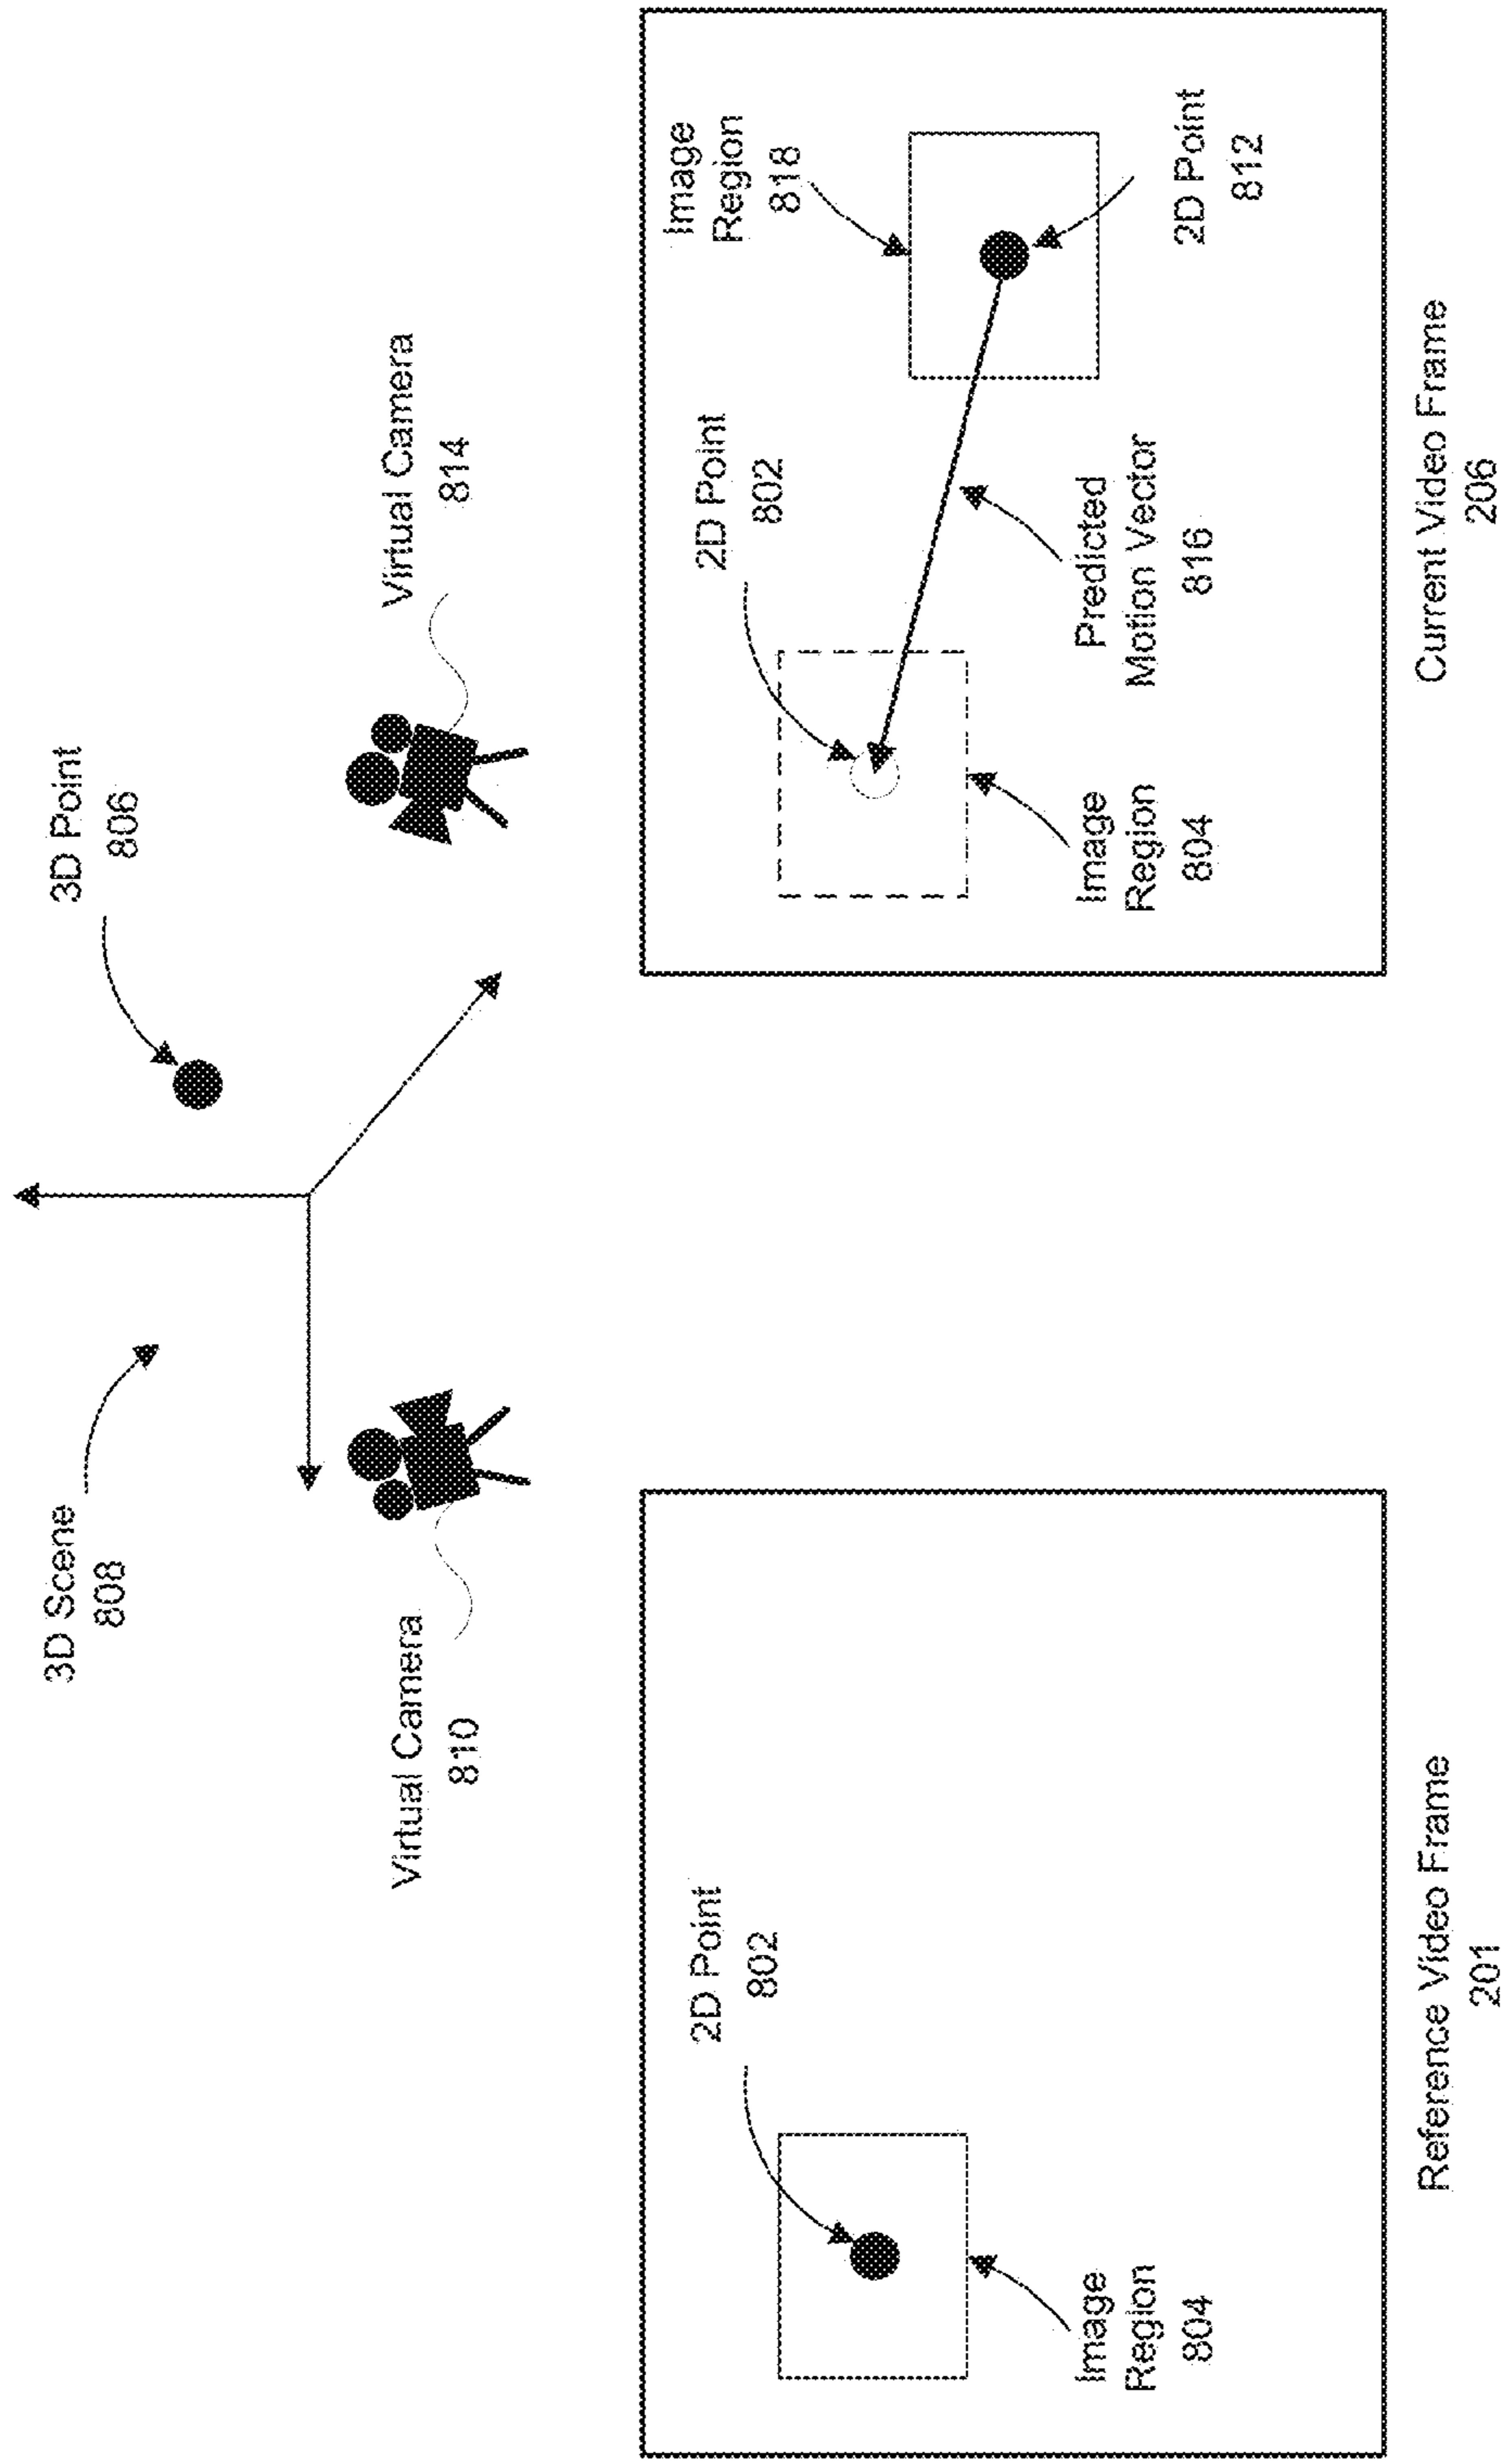 3D Scene
808
3D Point
806
Virtual Camera
810
Virtual Camera
814
2D Point
802
Image
Region
804
Reference Video Frame
201
2D Point
802
Image
Region
818
Image
Region
804
Predicted
Motion Vector
816
2D Point
812
Current Video Frame
206